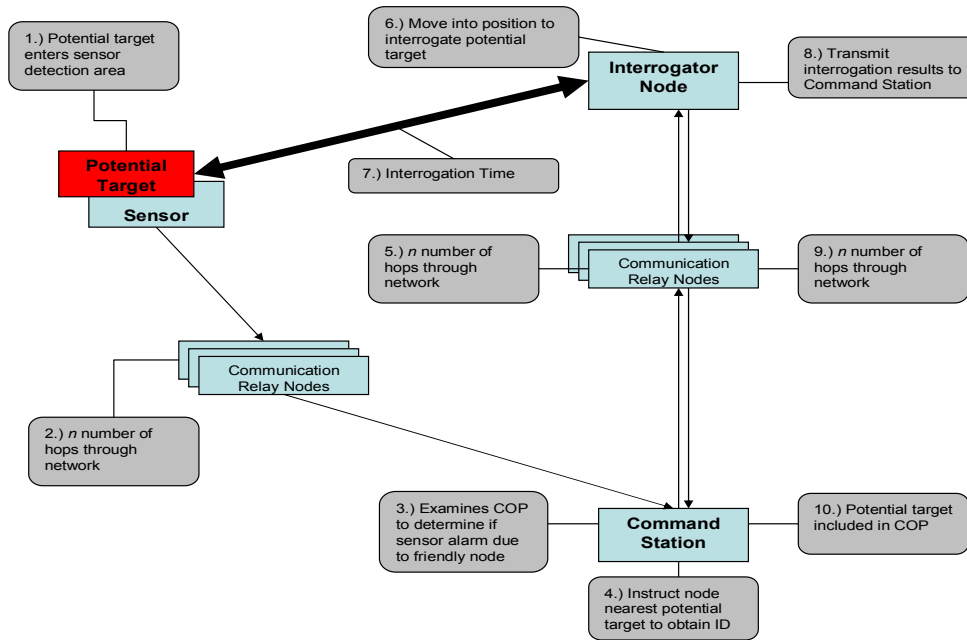 1.) Potential target
enters sensor
detection area
6.) Move into position to
interrogate potential
target
Interrogator
Node
8.) Transmit
interrogation results to
Command Station
Potential
Target
Sensor
7.) Interrogation Time
5.) n number of
hops through
network
Communication
Relay Nodes
9.) n number of
hops through
network
Communication
Relay Nodes
2.) n number of
hops through
network
3.) Examines COP
to determine if
sensor alarm due
to friendly node
Command
Station
10.) Potential target
included in COP
4.) Instruct node
nearest potential
target to obtain ID